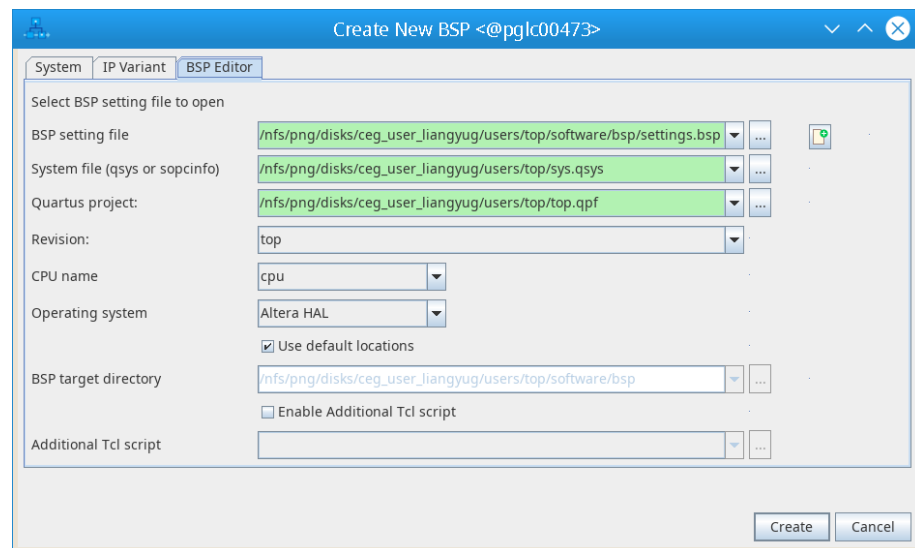 Create New BSP <@pglc00473>
System IP Variant BSP Editor
Select BSP setting file to open
BSP setting file /nfs/png/disks/ceg_user_liangyug/users/top/software/bsp/settings.bsp ...
System file (qsys or sopcinfo) /nfs/png/disks/ceg_user_liangyug/users/top/sys.qsys ...
Quartus project: /nfs/png/disks/ceg_user_liangyug/users/top/top.qpf ...
Revision: top
CPU name cpu
Operating system Altera HAL
Use default locations
BSP target directory /nfs/png/disks/ceg_user_liangyug/users/top/software/bsp ...
Enable Additional Tcl script
Additional Tcl script ...
Create Cancel